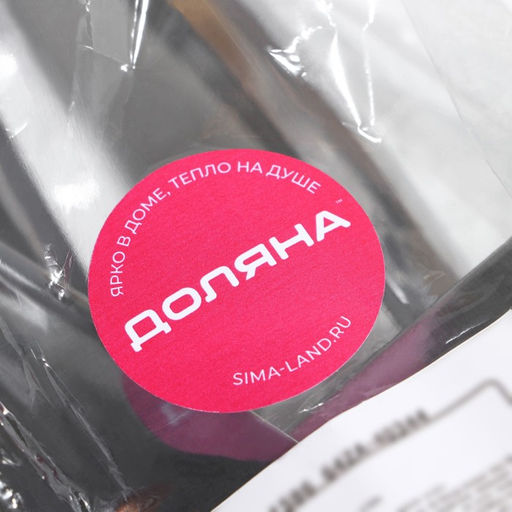 ЯРКО В ДОМЕ, ТЕПЛО НА ДУШЕ
ДОЛЯНА™
SIMA-LAND.RU